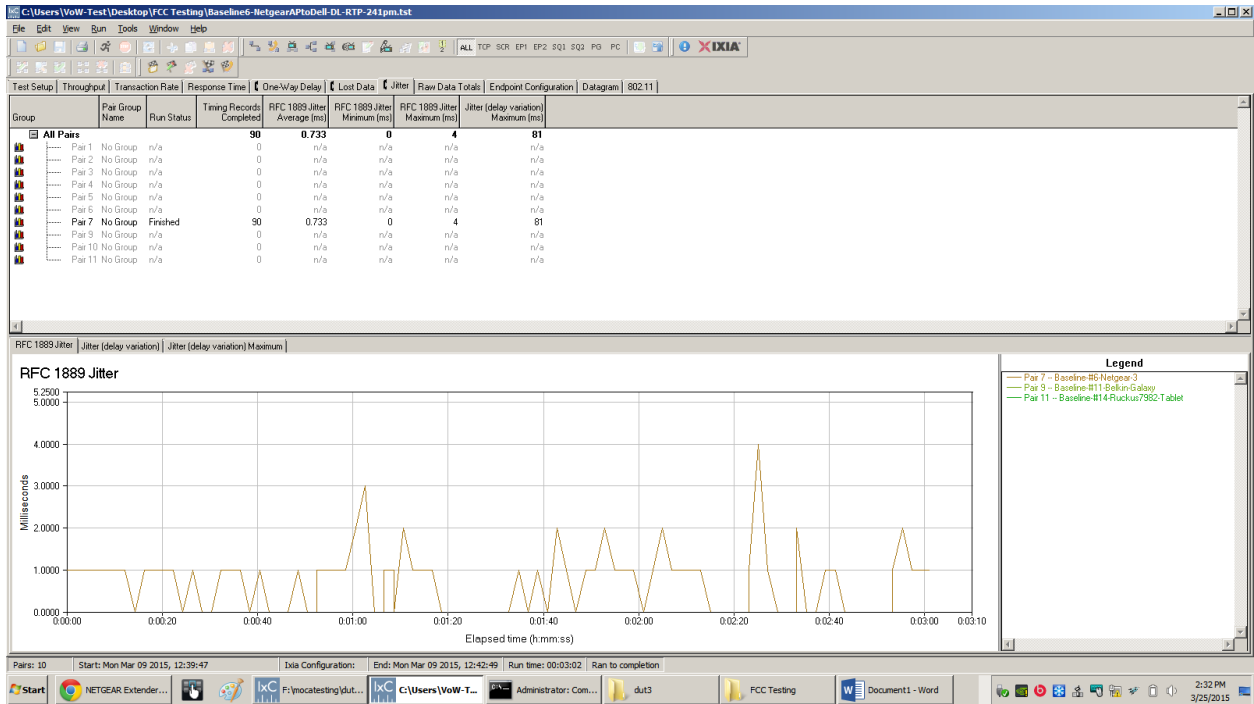 C:\Users\VoW-Test\Desktop\FCC Testing\Baseline6-NetgearAPtoDell-DL-RTP-241pm.tst
File Edit View Run Tools Window Help
ALL TCP SCR EP1 EP2 SQ1 SQ2 PG PC IXIA
Test Setup Throughput Transaction Rate Response Time One-Way Delay Lost Data Jitter Raw Data Totals Endpoint Configuration Datagram 802.11
Group Pair Group Name Run Status Timing Records Completed RFC 1889 Jitter Average (ms) RFC 1889 Jitter Minimum (ms) RFC 1889 Jitter Maximum (ms) Jitter (delay variation) Maximum (ms)
All Pairs 90 0.733 0 4 81
Pair 1 No Group n/a 0 n/a n/a n/a n/a
Pair 2 No Group n/a 0 n/a n/a n/a n/a
Pair 3 No Group n/a 0 n/a n/a n/a n/a
Pair 4 No Group n/a 0 n/a n/a n/a n/a
Pair 5 No Group n/a 0 n/a n/a n/a n/a
Pair 6 No Group n/a 0 n/a n/a n/a n/a
Pair 7 No Group Finished 90 0.733 0 4 81
Pair 9 No Group n/a 0 n/a n/a n/a n/a
Pair 10 No Group n/a 0 n/a n/a n/a n/a
Pair 11 No Group n/a 0 n/a n/a n/a n/a
RFC 1889 Jitter Jitter (delay variation) Jitter (delay variation) Maximum
RFC 1889 Jitter
5.2500
5.0000
4.0000
3.0000
2.0000
1.0000
0.0000
Milliseconds
0:00:00 0:00:20 0:00:40 0:01:00 0:01:20 0:01:40 0:02:00 0:02:20 0:02:40 0:03:00 0:03:10
Elapsed time (h:mm:ss)
Legend
Pair 7 -- Baseline-#6-Netgear-3
Pair 9 -- Baseline-#11-Belkin-Galaxy
Pair 11 -- Baseline-#14-Ruckus7982-Tablet
Pairs: 10 Start: Mon Mar 09 2015, 12:39:47 Ixia Configuration: End: Mon Mar 09 2015, 12:42:49 Run time: 00:03:02 Ran to completion
Start NETGEAR Extender... IxC F:\mocatesting\dut... IxC C:\Users\VoW-T... Administrator: Com... dut3 FCC Testing Document1 - Word 2:32 PM
3/25/2015